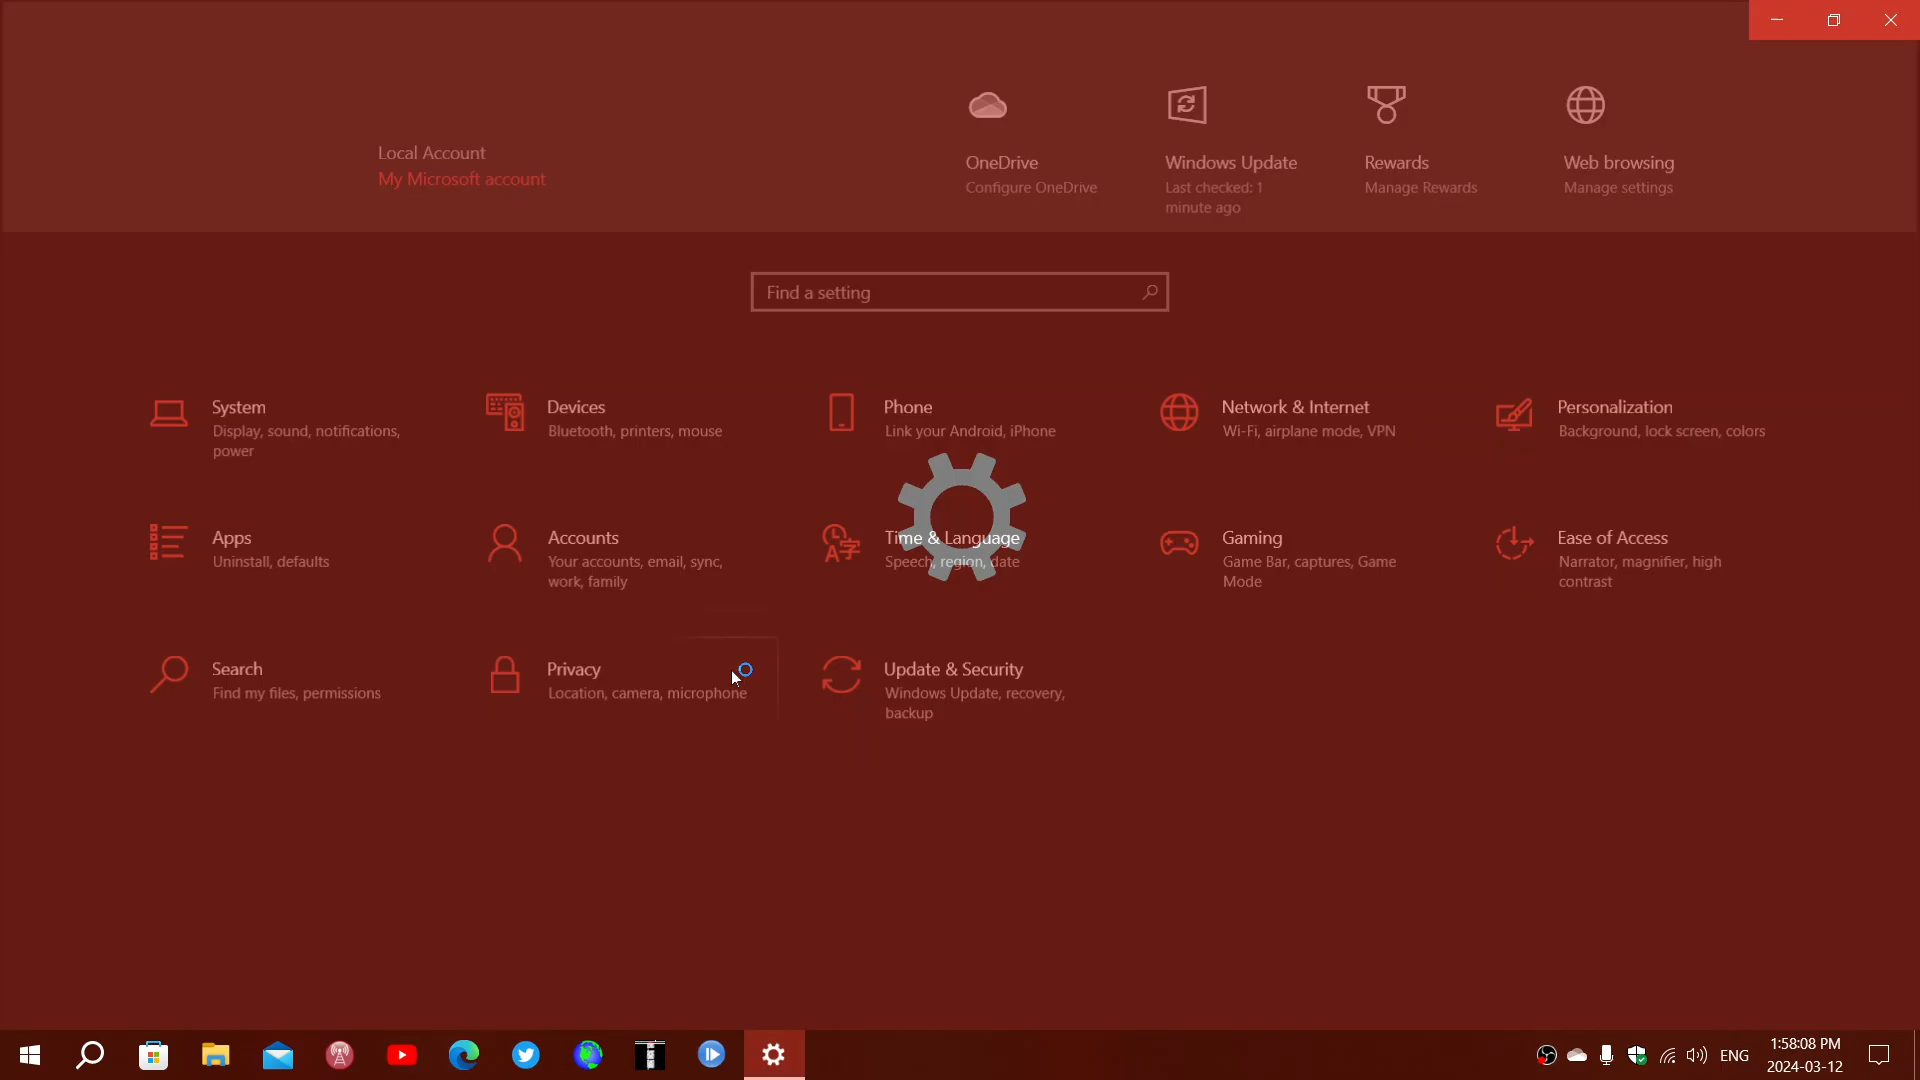 Local Account
My Microsoft account
OneDrive
Configure OneDrive
Windows Update
Last checked: 1
minute ago
Rewards
Manage Rewards
Web browsing
Manage settings
Find a setting
System
Display, sound, notifications,
power
Devices
Bluetooth, printers, mouse
Phone
Link your Android, iPhone
Network & Internet
Wi-Fi, airplane mode, VPN
Personalization
Background, lock screen, colors
Apps
Uninstall, defaults
Accounts
Your accounts, email, sync,
work, family
Time & Language
Speech, region, date
Gaming
Game Bar, captures, Game
Mode
Ease of Access
Narrator, magnifier, high
contrast
Search
Find my files, permissions
Privacy
Location, camera, microphone
Update & Security
Windows Update, recovery,
backup
ENG
1:58:08 PM
2024-03-12